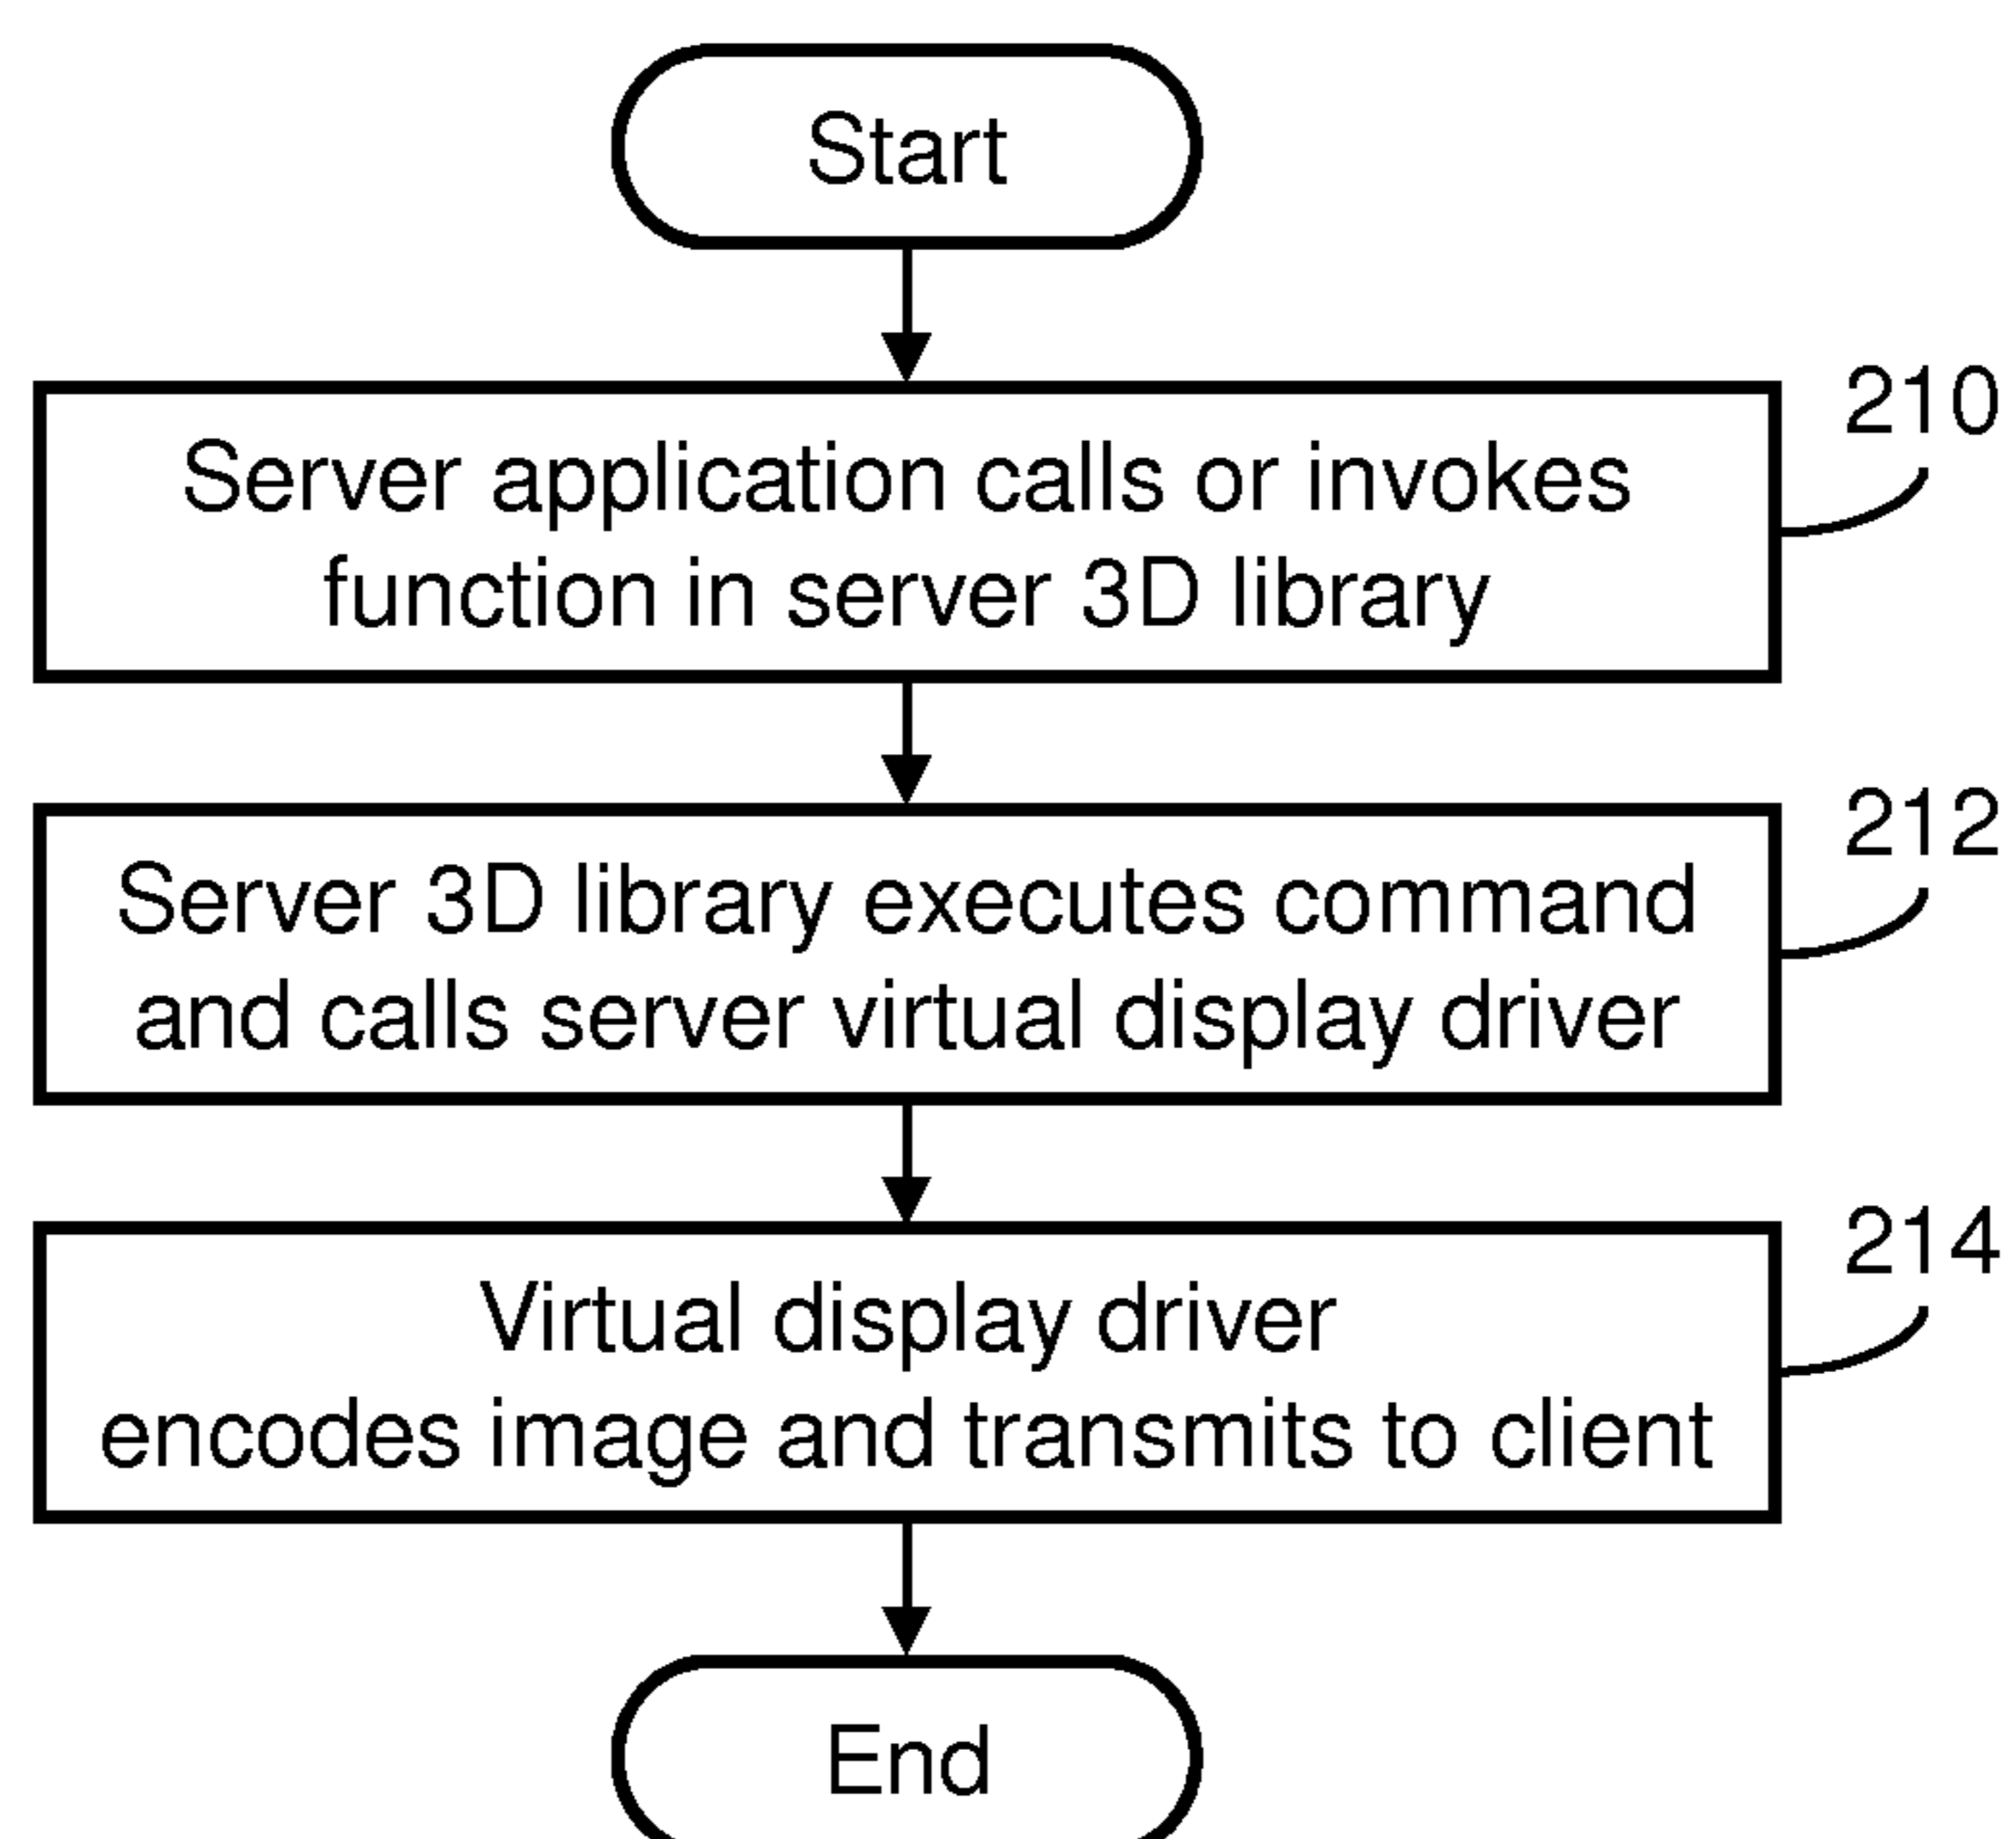 Start
210
Server application calls or invokes
function in server 3D library
212
Server 3D library executes command
and calls server virtual display driver
214
Virtual display driver
encodes image and transmits to client
End